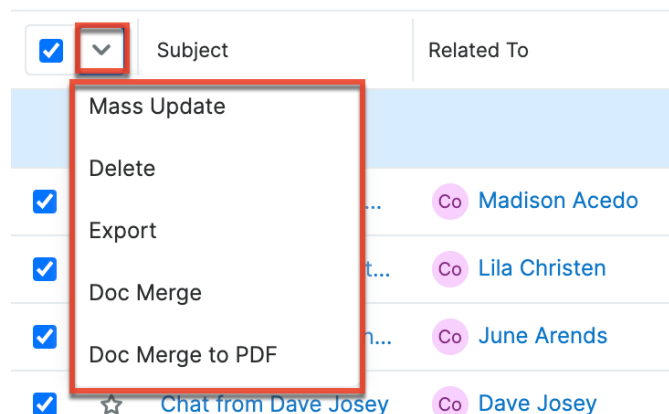 Subject Related To
Mass Update
Delete
... Co Madison Acedo
Export
t... Co Lila Christen
Doc Merge
n... Co June Arends
Doc Merge to PDF
Chat from Dave Josey Co Dave Josey